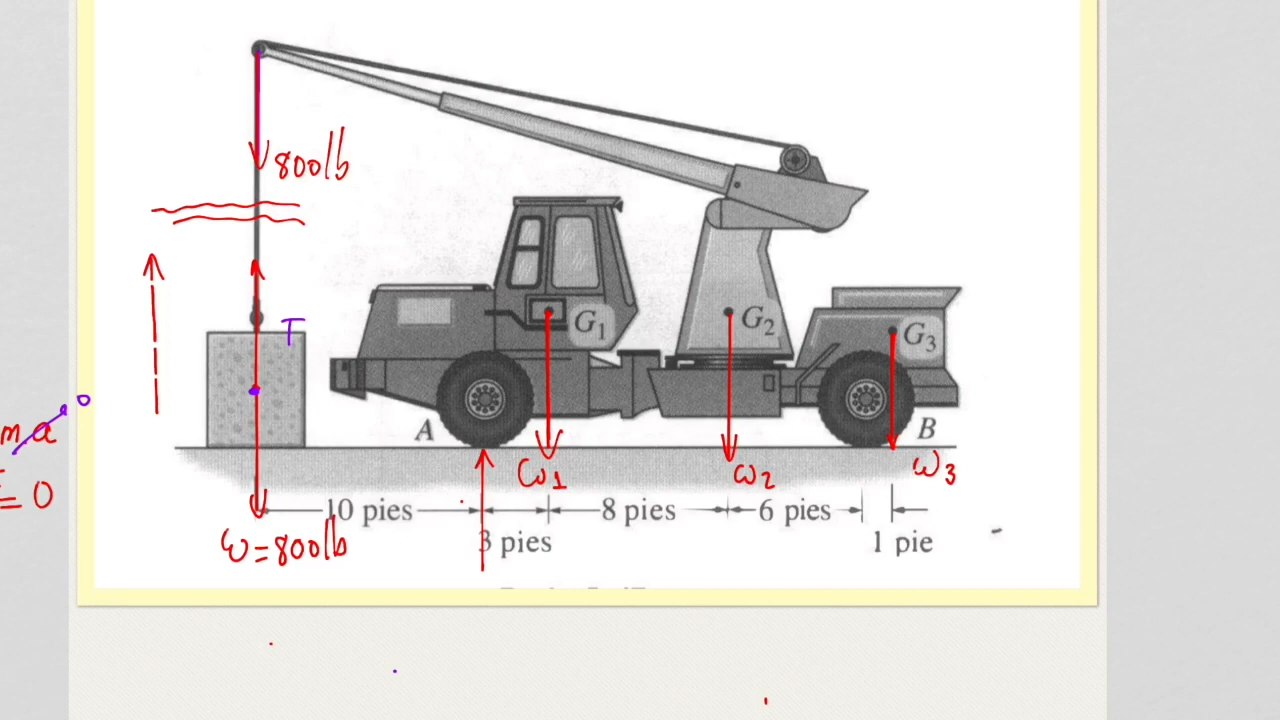 800lb
T
G1
G2
G3
A
B
m.a 0
= 0
ω1
ω2
ω3
10 pies
8 pies
6 pies
3 pies
1 pie
ω=800lb